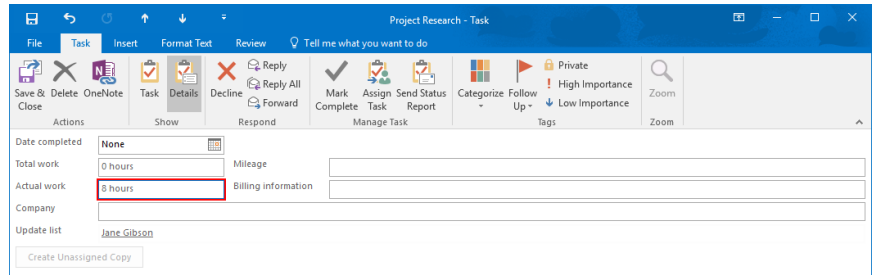 Project Research - Task
File Task Insert Format Text Review Tell me what you want to do
Save & Close Delete OneNote Task Details Decline Reply Reply All Forward Mark Complete Assign Task Send Status Report Categorize Follow Up Private High Importance Low Importance Zoom
Actions Show Respond Manage Task Tags Zoom
Date completed None
Total work 0 hours Mileage
Actual work 8 hours Billing information
Company
Update list Jane Gibson
Create Unassigned Copy